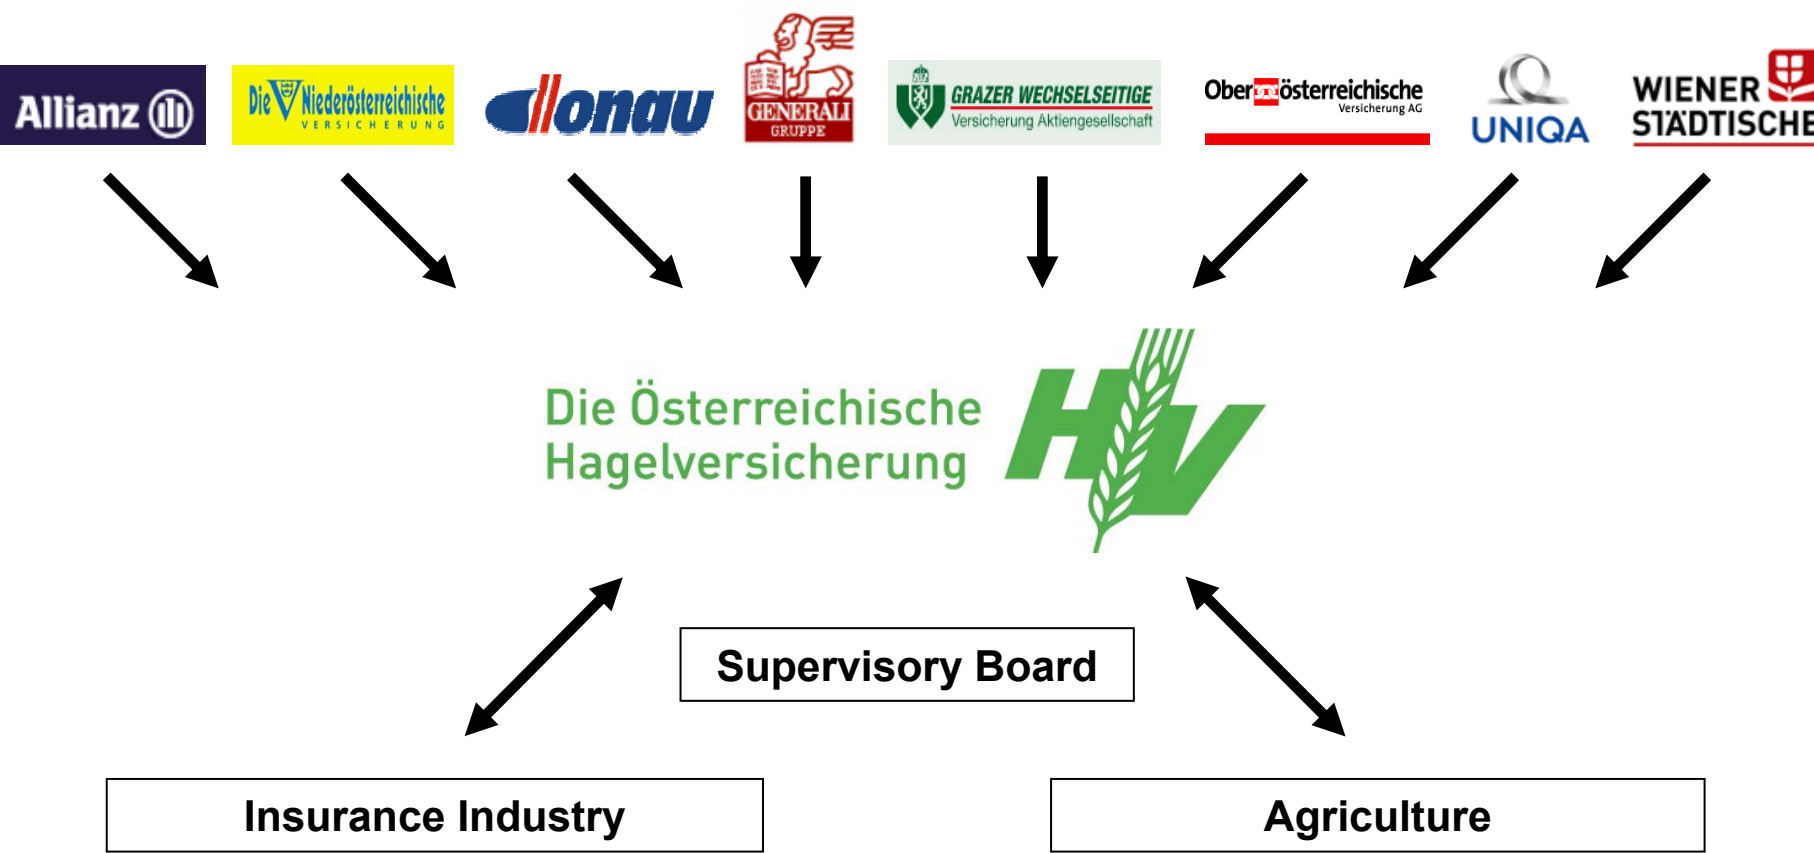 Allianz
Die Niederösterreichische
VERSICHERUNG
donau
GENERALI
GRUPPE
GRAZER WECHSELSEITIGE
Versicherung Aktiengesellschaft
Oberösterreichische
Versicherung AG
UNIQA
WIENER
STÄDTISCHE
Die Österreichische
Hagelversicherung
HV
Supervisory Board
Insurance Industry
Agriculture